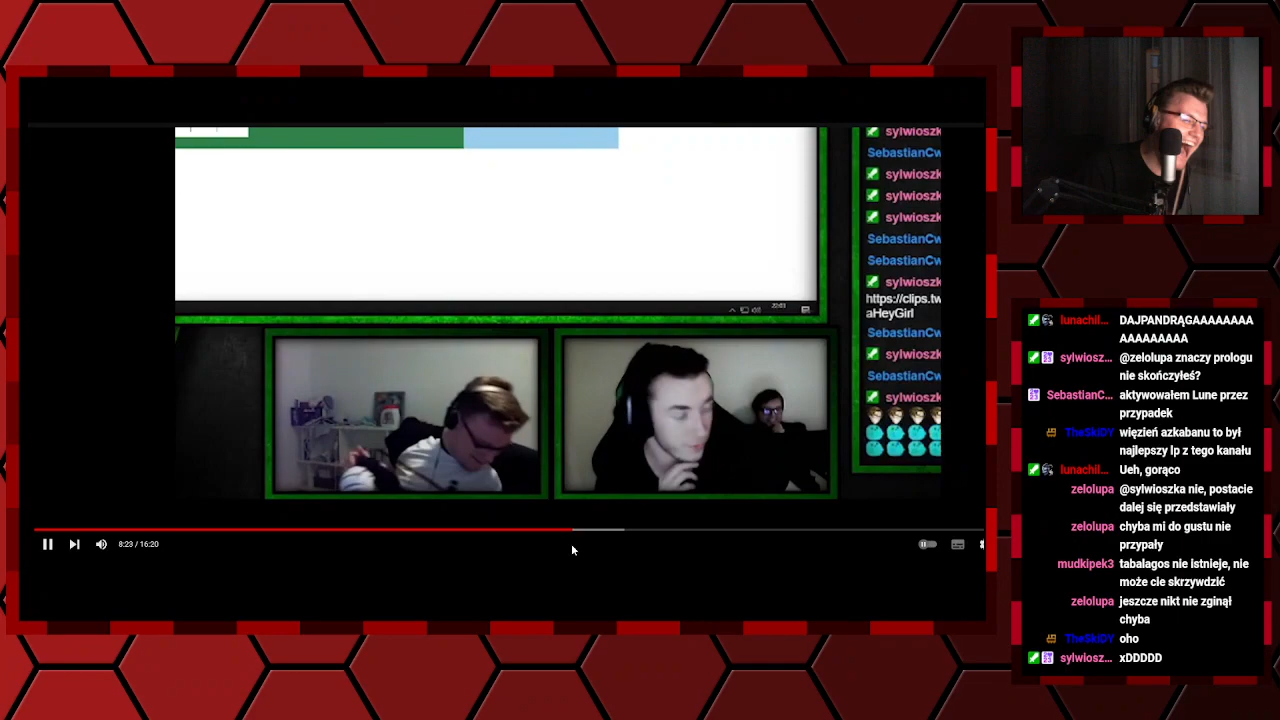 sylwioszk
SebastianCw
sylwioszk
sylwioszk
sylwioszk
SebastianCw
SebastianCw
sylwioszk
https://clips.tw
aHeyGirl
SebastianCw
sylwioszk
SebastianCw
sylwioszk
22:03
8:23 / 16:20
lunachil... DAJPANDRĄGAAAAAAAA
AAAAAAAAA
sylwiosz... @zelolupa znaczy prologu
nie skończyłeś?
SebastianC... aktywowałem Lune przez
przypadek
TheSkIDY więzień azkabanu to był
najlepszy lp z tego kanału
lunachil... Ueh, gorąco
zelolupa @sylwioszka nie, postacie
dalej się przedstawiały
zelolupa chyba mi do gustu nie
przypały
mudkipek3 tabalagos nie istnieje, nie
może cie skrzywdzić
zelolupa jeszcze nikt nie zginął
chyba
TheSkIDY oho
sylwiosz... xDDDDD